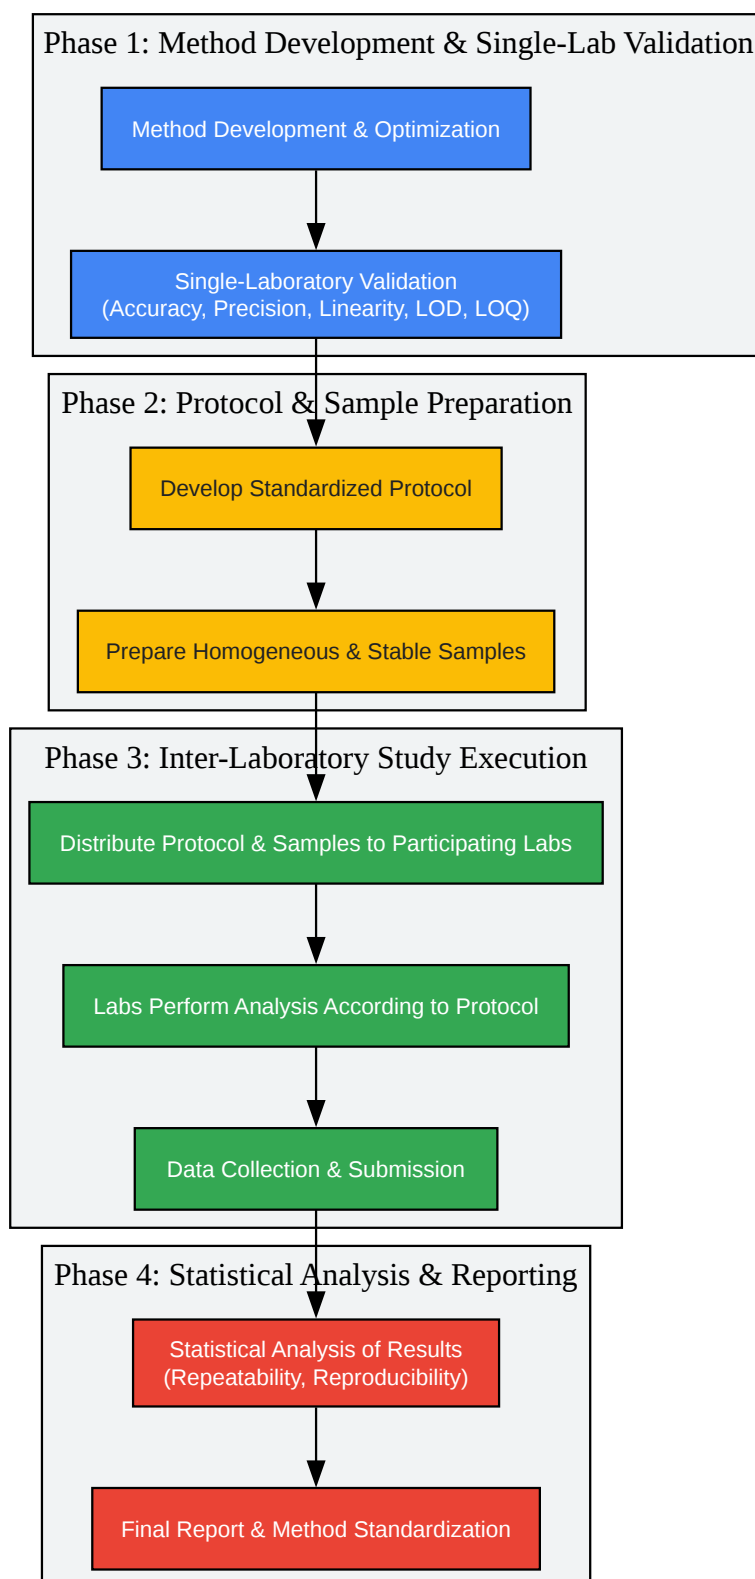 Phase 1: Method Development & Single-Lab Validation
Method Development & Optimization
Single-Laboratory Validation
(Accuracy, Precision, Linearity, LOD, LOQ)
Phase 2: Protocol & Sample Preparation
Develop Standardized Protocol
Prepare Homogeneous & Stable Samples
Phase 3: Inter-Laboratory Study Execution
Distribute Protocol & Samples to Participating Labs
Labs Perform Analysis According to Protocol
Data Collection & Submission
Phase 4: Statistical Analysis & Reporting
Statistical Analysis of Results
(Repeatability, Reproducibility)
Final Report & Method Standardization